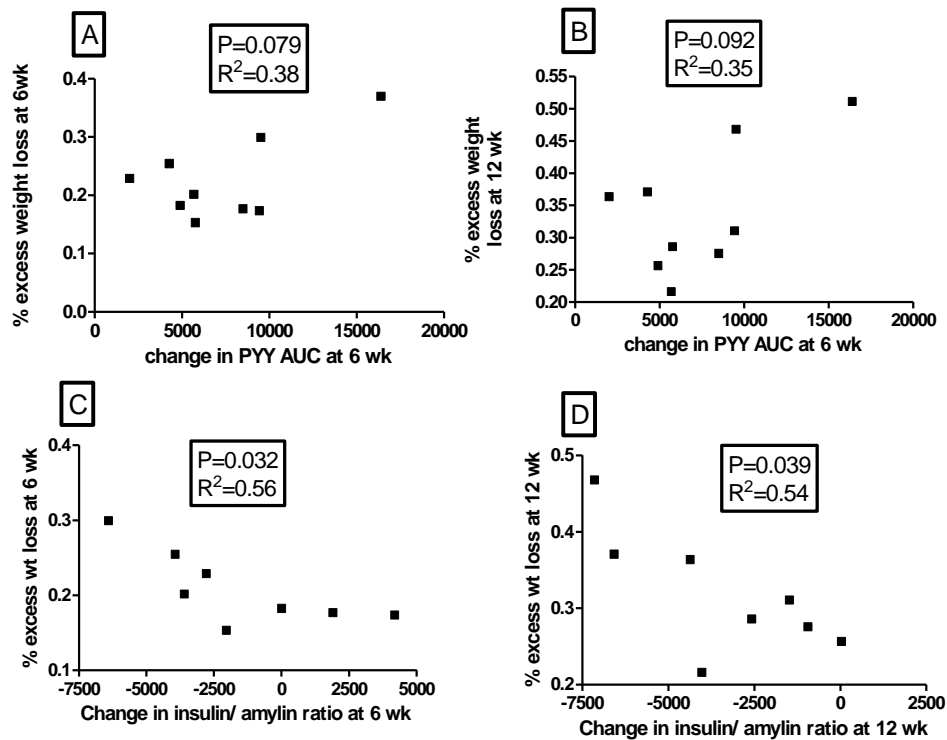 A
P=0.079
R²=0.38
% excess weight loss at 6wk
0.4
0.3
0.2
0.1
0.0
0
5000
10000
15000
20000
change in PYY AUC at 6 wk
B
P=0.092
R²=0.35
% excess weight
loss at 12 wk
0.55
0.50
0.45
0.40
0.35
0.30
0.25
0.20
0
5000
10000
15000
20000
change in PYY AUC at 6 wk
C
P=0.032
R²=0.56
% excess wt loss at 6 wk
0.4
0.3
0.2
0.1
-7500
-5000
-2500
0
2500
5000
Change in insulin/ amylin ratio at 6 wk
D
P=0.039
R²=0.54
% excess wt loss at 12 wk
0.5
0.4
0.3
0.2
-7500
-5000
-2500
0
2500
Change in insulin/ amylin ratio at 12 wk